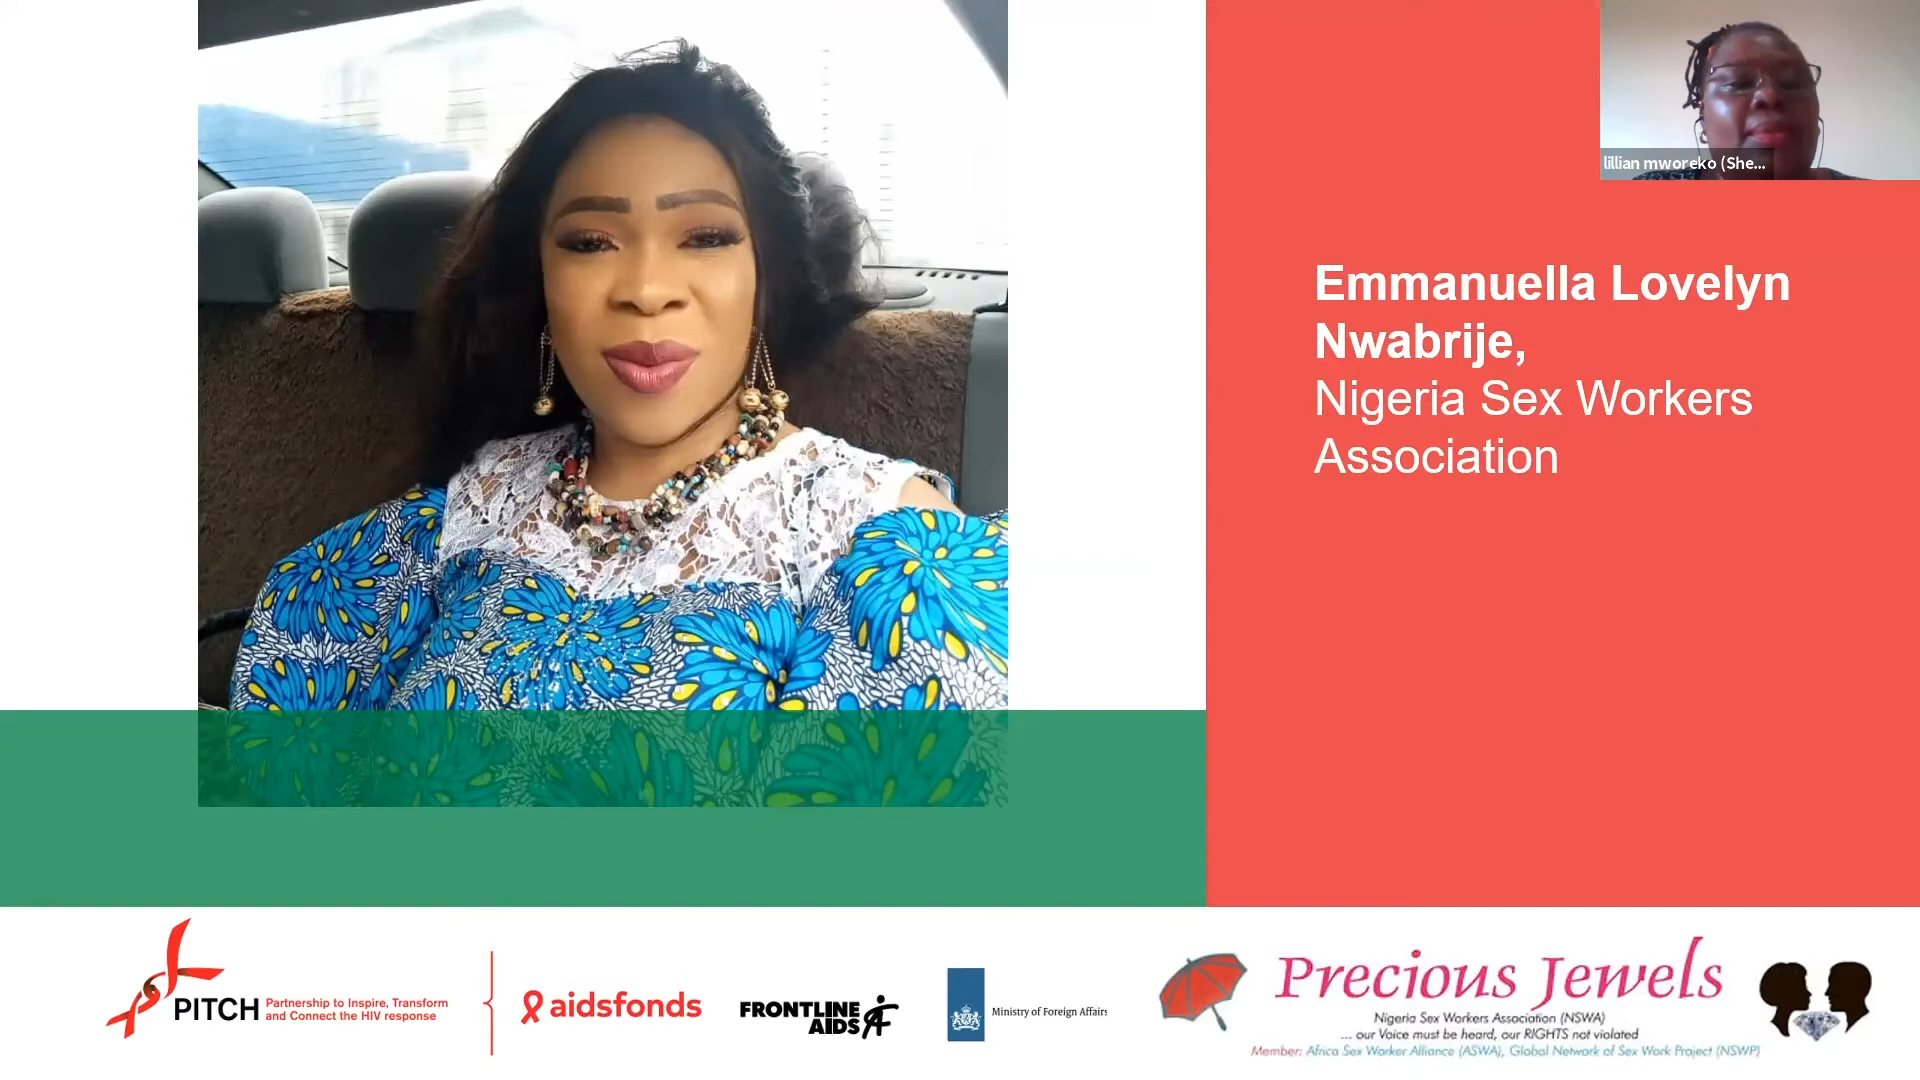 lillian mworeko (She...
Emmanuella Lovelyn
Nwabrije,
Nigeria Sex Workers
Association
PITCH
Partnership to Inspire, Transform
and Connect the HIV response
aidsfonds
FRONTLINE
AIDS
Ministry of Foreign Affairs
Precious Jewels
Nigeria Sex Workers Association (NSWA)
... our Voice must be heard, our RIGHTS not violated
Member: Africa Sex Worker Alliance (ASWA), Global Network of Sex Work Project (NSWP)